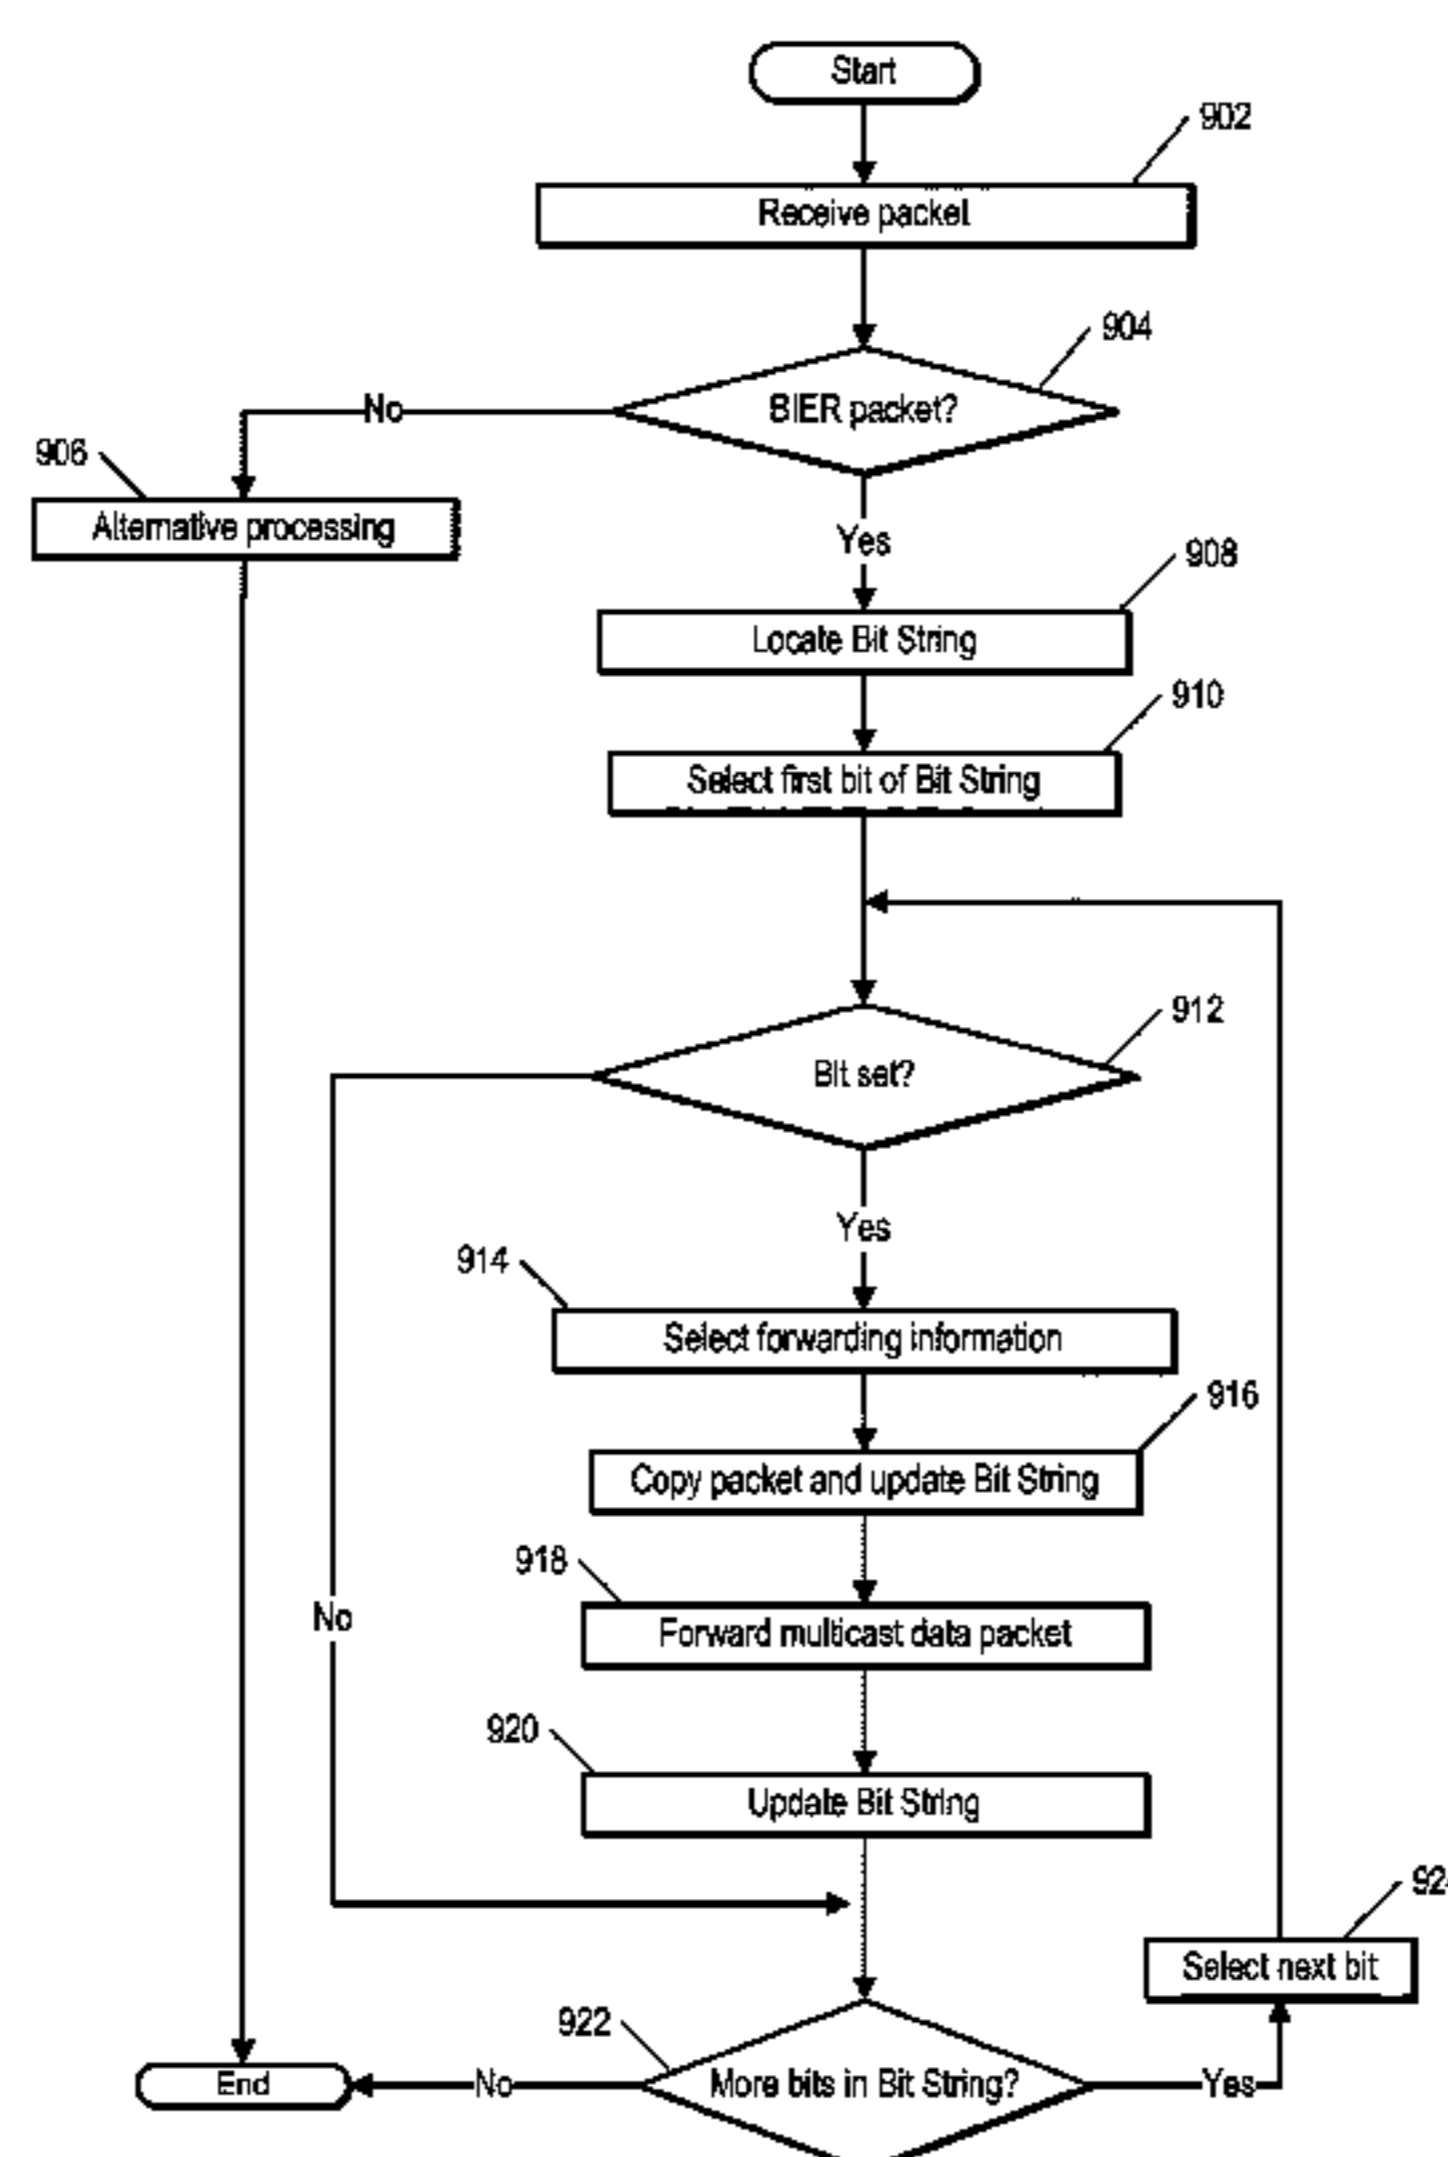 Start
902
Receive packet
904
BIER packet?
No
906
Alternative processing
Yes
908
Locate Bit String
910
Select first bit of Bit String
912
Bit set?
Yes
914
Select forwarding information
916
Copy packet and update Bit String
918
Forward multicast data packet
No
920
Update Bit String
Select next bit
922
More bits in Bit String?
End
No
Yes